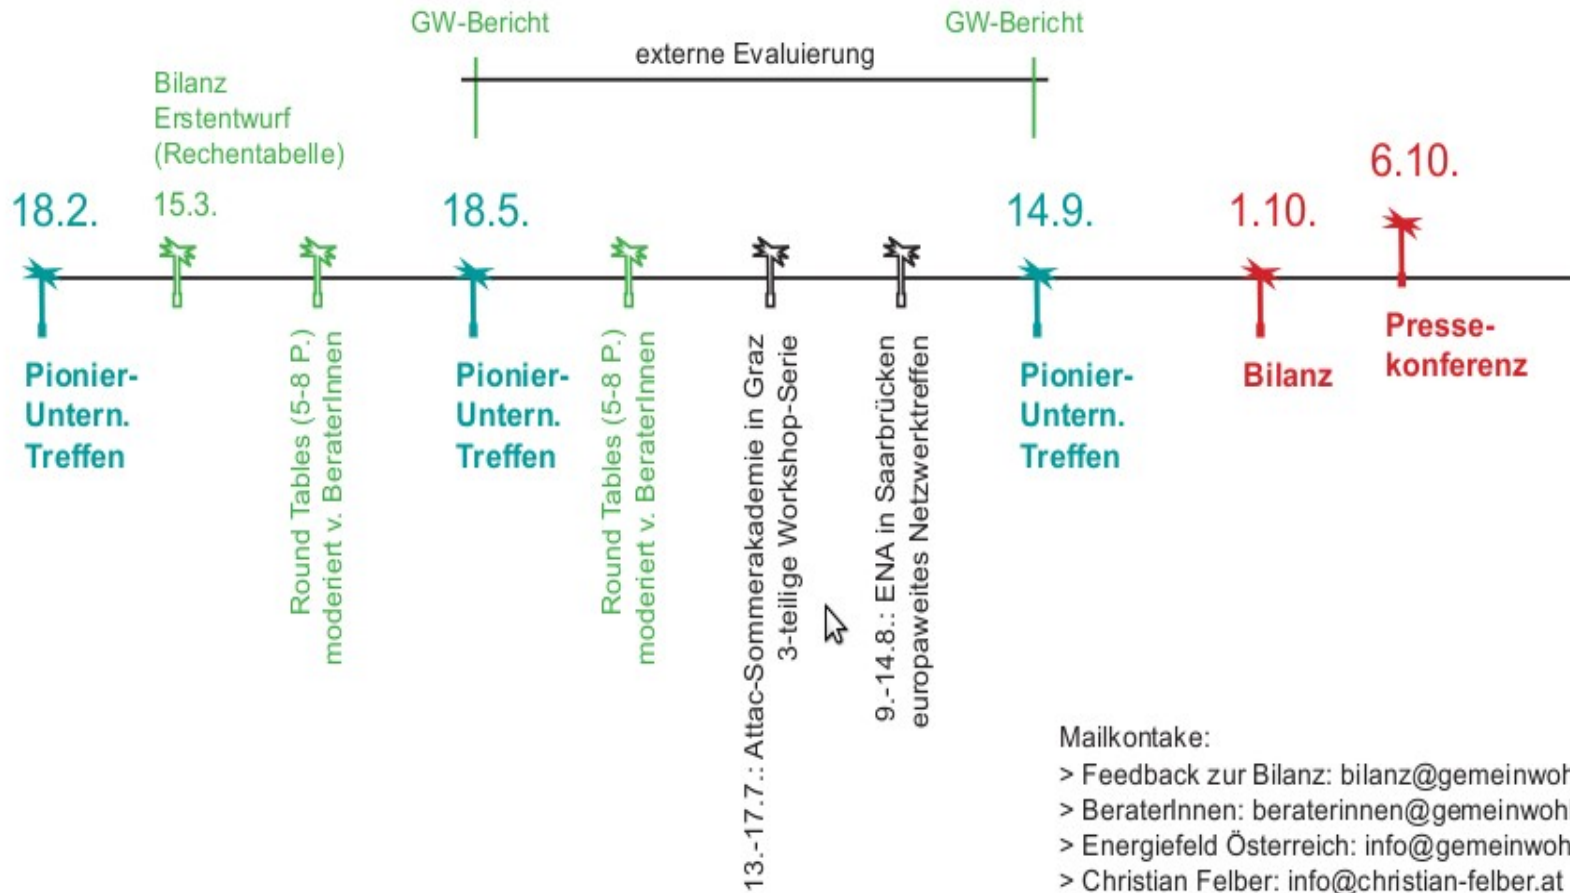 GW-Bericht
GW-Bericht
externe Evaluierung
Bilanz
Erstentwurf
(Rechentabelle)
18.2.
15.3.
18.5.
14.9.
1.10.
6.10.
Pionier-
Untern.
Treffen
Round Tables (5-8 P.)
moderiert v. BeraterInnen
Pionier-
Untern.
Treffen
Round Tables (5-8 P.)
moderiert v. BeraterInnen
13.-17.7.: Attac-Sommerakademie in Graz
3-teilige Workshop-Serie
9.-14.8.: ENA in Saarbrücken
europaweites Netzwerktreffen
Pionier-
Untern.
Treffen
Bilanz
Presse-
konferenz
Mailkontake:
> Feedback zur Bilanz: bilanz@gemeinwoh
> BeraterInnen: beraterinnen@gemeinwoh
> Energiefeld Österreich: info@gemeinwoh
> Christian Felber: info@christian-felber.at